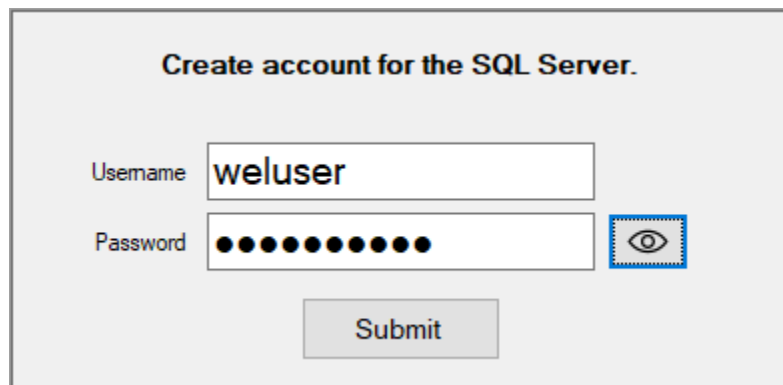 Create account for the SQL Server.
Username weluser
Password ●●●●●●●●●●
Submit